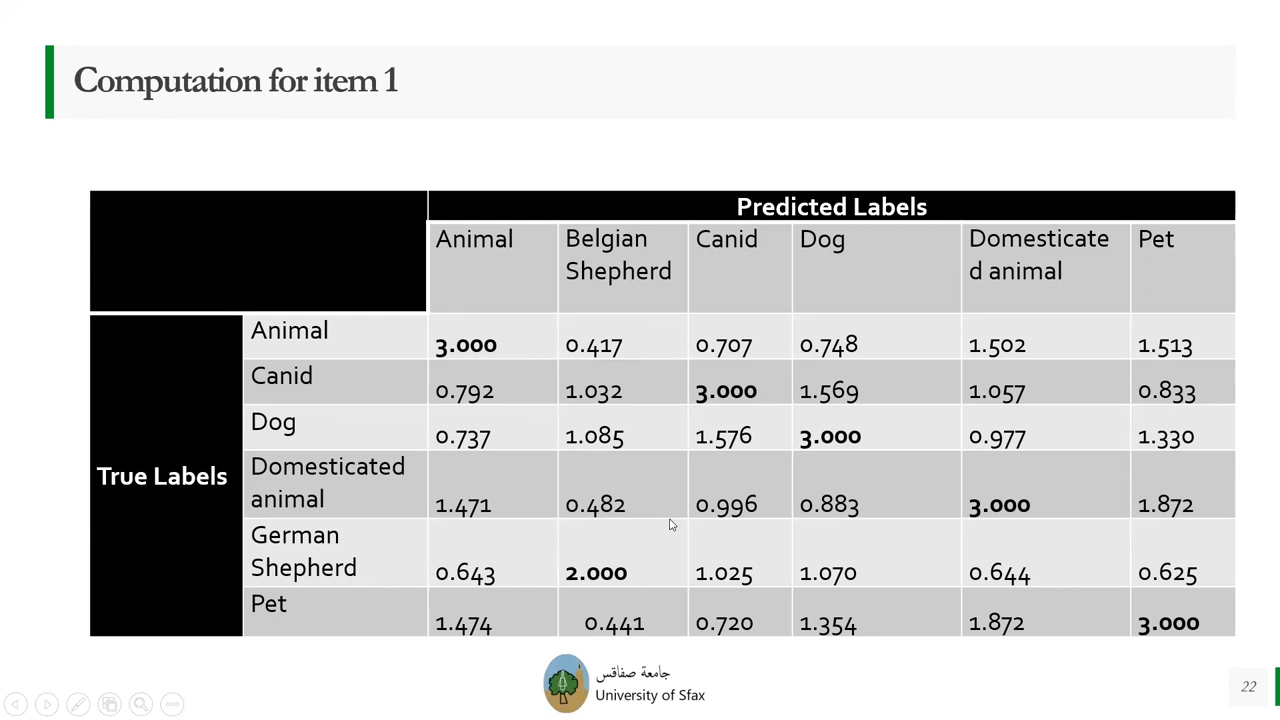 Computation for item 1
Predicted Labels
Animal Belgian Shepherd Canid Dog Domesticate d animal Pet
True Labels
Animal 3.000 0.417 0.707 0.748 1.502 1.513
Canid 0.792 1.032 3.000 1.569 1.057 0.833
Dog 0.737 1.085 1.576 3.000 0.977 1.330
Domesticated animal 1.471 0.482 0.996 0.883 3.000 1.872
German Shepherd 0.643 2.000 1.025 1.070 0.644 0.625
Pet 1.474 0.441 0.720 1.354 1.872 3.000
جامعة صفاقس
University of Sfax
22